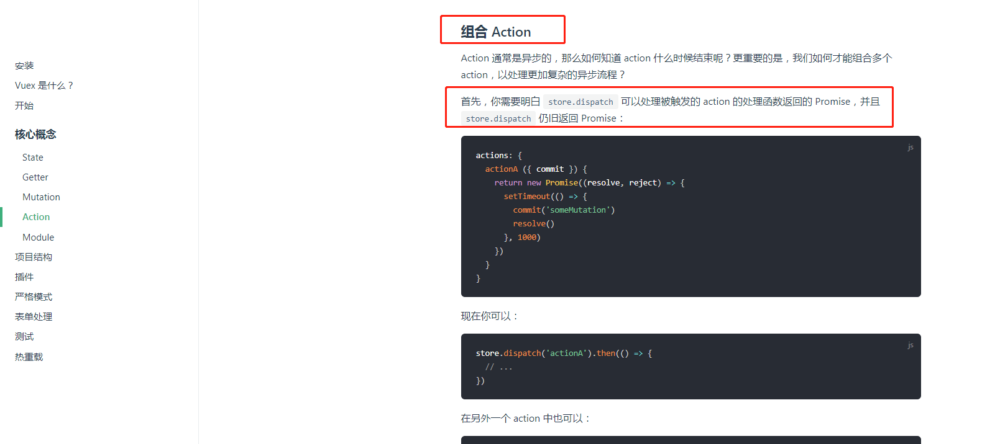 安装
Vuex 是什么？
开始
核心概念
State
Getter
Mutation
Action
Module
项目结构
插件
严格模式
表单处理
测试
热重载
组合 Action
Action 通常是异步的，那么如何知道 action 什么时候结束呢？更重要的是，我们如何才能组合多个
action，以处理更加复杂的异步流程？
首先，你需要明白 store.dispatch 可以处理被触发的 action 的处理函数返回的 Promise，并且
store.dispatch 仍旧返回 Promise：
js
actions: {
  actionA ({ commit }) {
    return new Promise((resolve, reject) => {
      setTimeout(() => {
        commit('someMutation')
        resolve()
      }, 1000)
    })
  }
}
现在你可以：
js
store.dispatch('actionA').then(() => {
  // ...
})
在另外一个 action 中也可以：